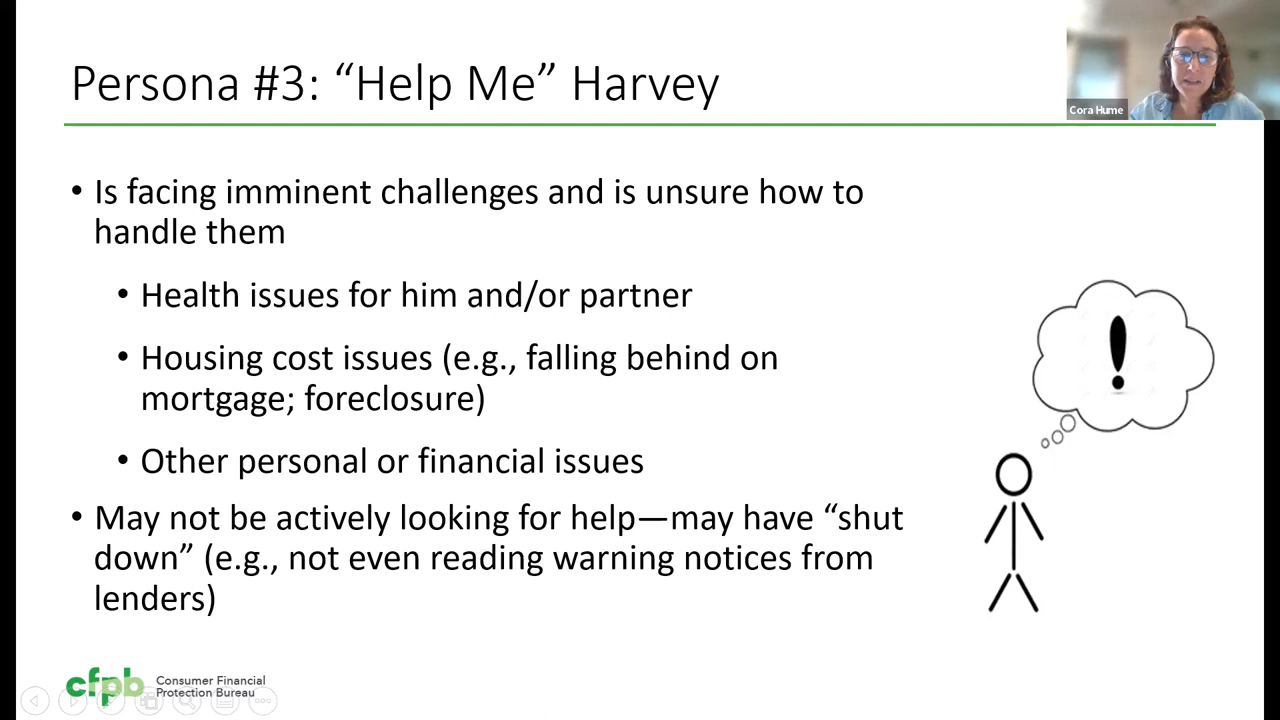 Persona #3: “Help Me” Harvey
Cora Hume
• Is facing imminent challenges and is unsure how to
handle them
• Health issues for him and/or partner
• Housing cost issues (e.g., falling behind on
mortgage; foreclosure)
• Other personal or financial issues
• May not be actively looking for help—may have “shut
down” (e.g., not even reading warning notices from
lenders)
!
cfpb
Consumer Financial
Protection Bureau